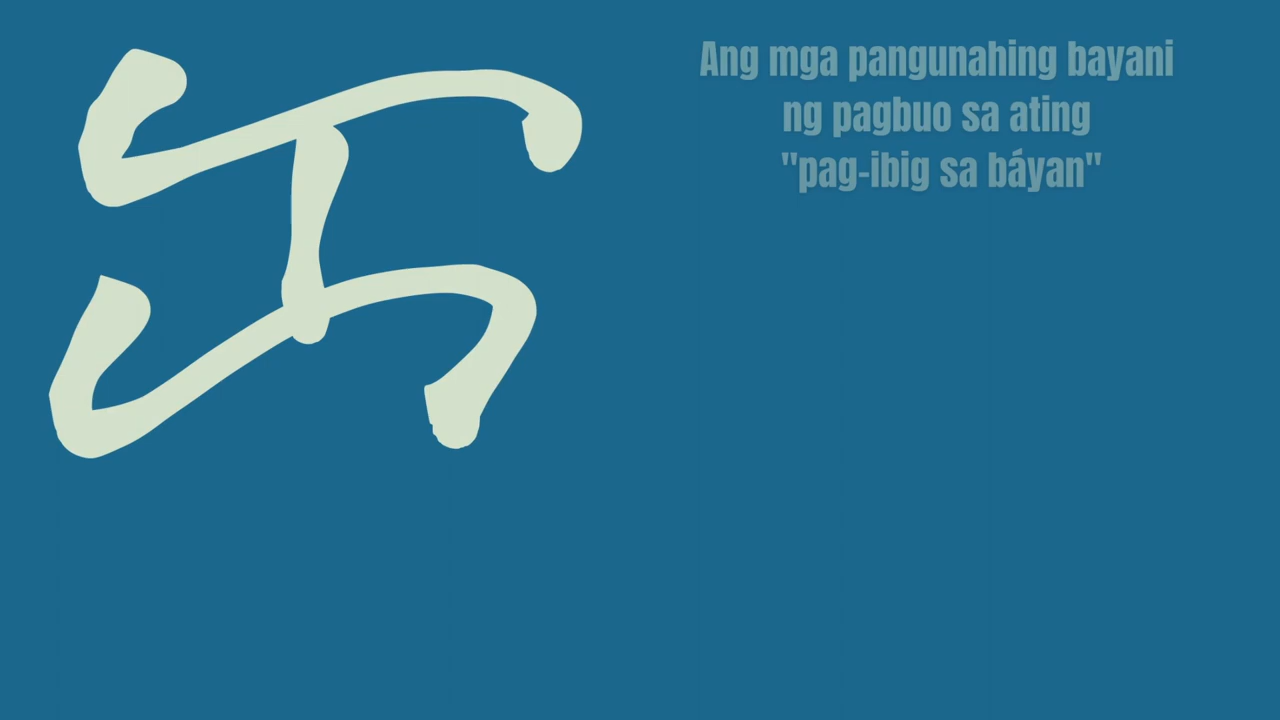 ᜃ
Ang mga pangunahing bayani
ng pagbuo sa ating
"pag-ibig sa báyan"